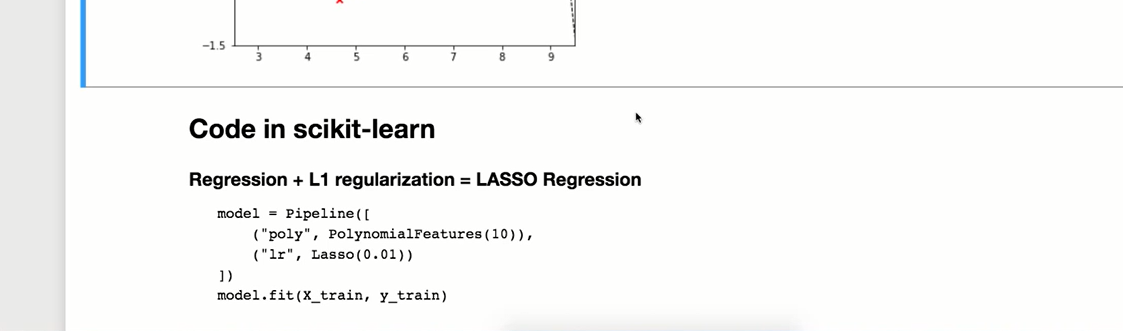 −1.5
3 4 5 6 7 8 9
Code in scikit-learn
Regression + L1 regularization = LASSO Regression
model = Pipeline([
    ("poly", PolynomialFeatures(10)),
    ("lr", Lasso(0.01))
])
model.fit(X_train, y_train)